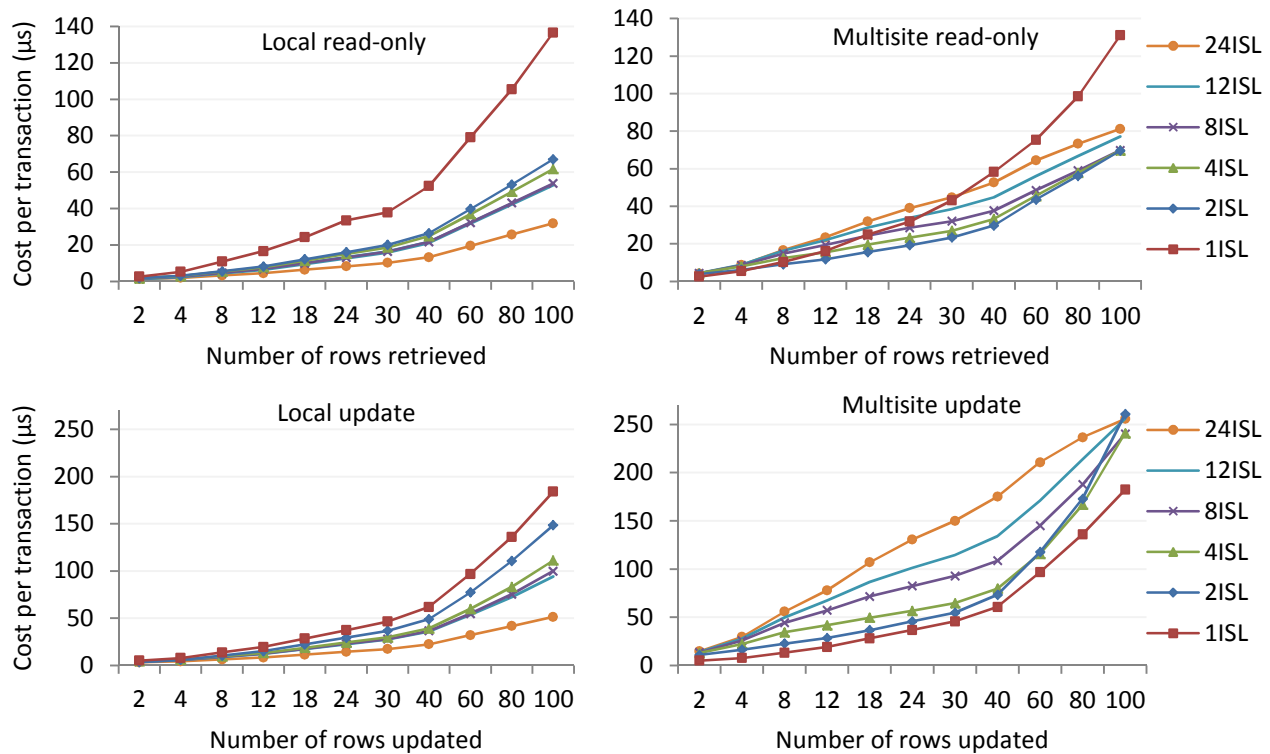 Local read-only
Cost per transaction (µs)
140
120
100
80
60
40
20
0
2 4 8 12 18 24 30 40 60 80 100
Number of rows retrieved
Multisite read-only
140
120
100
80
60
40
20
0
2 4 8 12 18 24 30 40 60 80 100
Number of rows retrieved
24ISL
12ISL
8ISL
4ISL
2ISL
1ISL
Local update
Cost per transaction (µs)
250
200
150
100
50
0
2 4 8 12 18 24 30 40 60 80 100
Number of rows updated
Multisite update
250
200
150
100
50
0
2 4 8 12 18 24 30 40 60 80 100
Number of rows updated
24ISL
12ISL
8ISL
4ISL
2ISL
1ISL